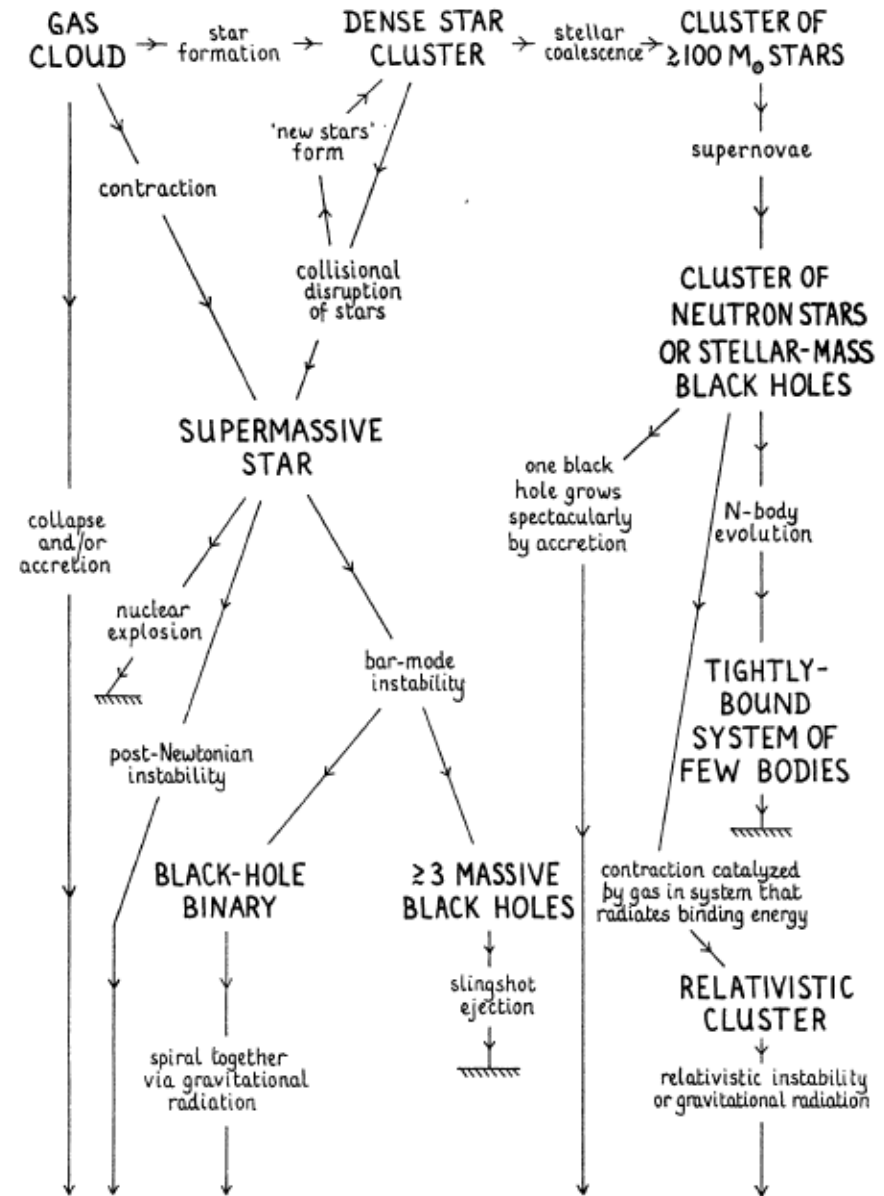 GAS
CLOUD
star
formation
DENSE STAR
CLUSTER
stellar
coalescence
CLUSTER OF
≳100 M⊙ STARS
'new stars'
form
contraction
supernovae
collisional
disruption
of stars
CLUSTER OF
NEUTRON STARS
OR STELLAR-MASS
BLACK HOLES
SUPERMASSIVE
STAR
one black
hole grows
spectacularly
by accretion
N-body
evolution
collapse
and/or
accretion
nuclear
explosion
bar-mode
instability
TIGHTLY-
BOUND
SYSTEM OF
FEW BODIES
post-Newtonian
instability
BLACK-HOLE
BINARY
≥3 MASSIVE
BLACK HOLES
contraction catalyzed
by gas in system that
radiates binding energy
slingshot
ejection
RELATIVISTIC
CLUSTER
spiral together
via gravitational
radiation
relativistic instability
or gravitational radiation